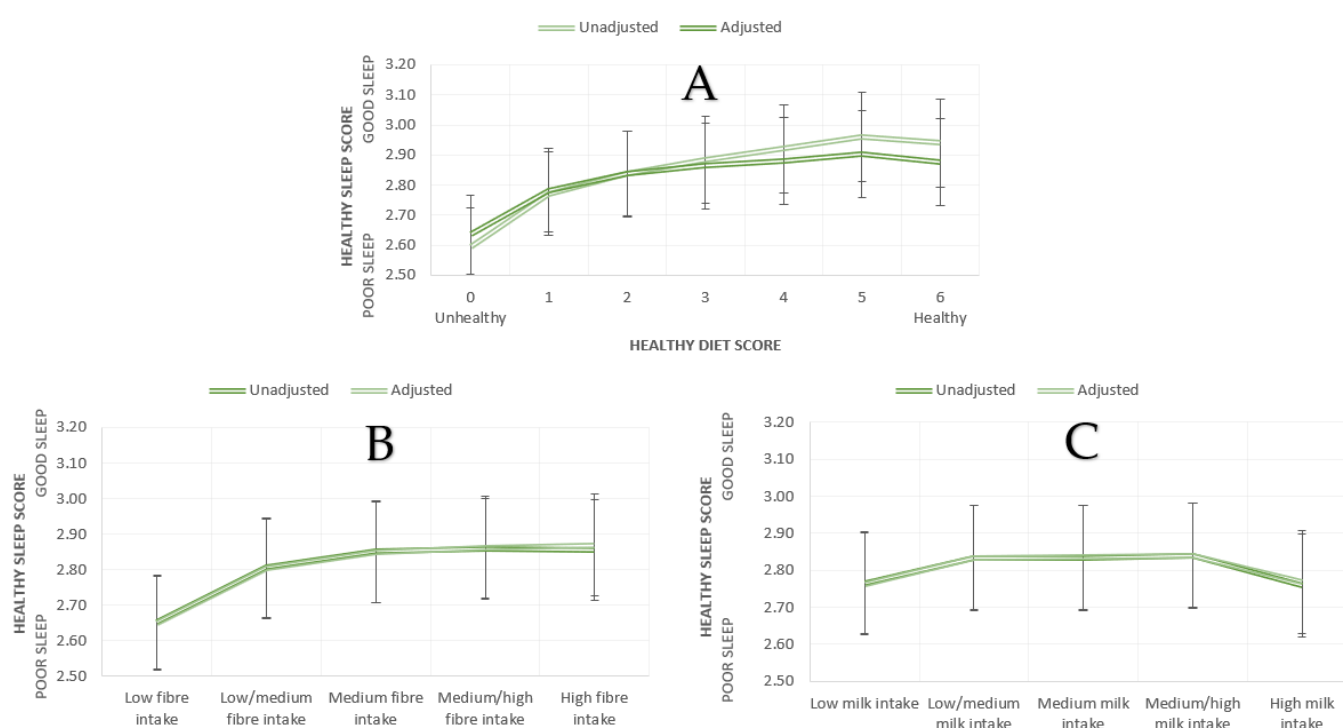 Unadjusted Adjusted
A
HEALTHY SLEEP SCORE
POOR SLEEP GOOD SLEEP
3.20
3.10
3.00
2.90
2.80
2.70
2.60
2.50
0 1 2 3 4 5 6
Unhealthy Healthy
HEALTHY DIET SCORE
Unadjusted Adjusted
B
HEALTHY SLEEP SCORE
POOR SLEEP GOOD SLEEP
3.20
3.10
3.00
2.90
2.80
2.70
2.60
2.50
Low fibre Low/medium Medium fibre Medium/high High fibre
intake fibre intake intake fibre intake intake
Unadjusted Adjusted
C
HEALTHY SLEEP SCORE
POOR SLEEP GOOD SLEEP
3.20
3.10
3.00
2.90
2.80
2.70
2.60
2.50
Low milk intake Low/medium Medium milk Medium/high High milk
milk intake intake milk intake intake